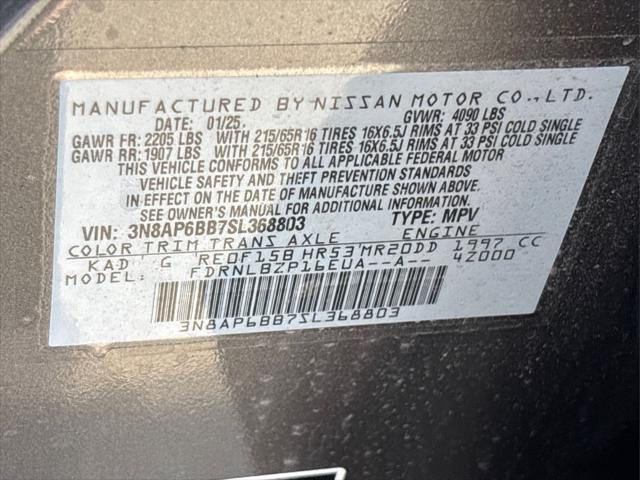 MANUFACTURED BY NISSAN MOTOR CO.,LTD.
DATE: 01/25. GVWR: 4090 LBS
GAWR FR: 2205 LBS WITH 215/65R16 TIRES 16X6.5J RIMS AT 33 PSI COLD SINGLE
GAWR RR: 1907 LBS WITH 215/65R16 TIRES 16X6.5J RIMS AT 33 PSI COLD SINGLE
THIS VEHICLE CONFORMS TO ALL APPLICABLE FEDERAL MOTOR
VEHICLE SAFETY AND THEFT PREVENTION STANDARDS
IN EFFECT ON THE DATE OF MANUFACTURE SHOWN ABOVE.
SEE OWNER'S MANUAL FOR ADDITIONAL INFORMATION.
VIN: 3N8AP6BB7SL368803 TYPE: MPV
COLOR TRIM TRANS AXLE ENGINE
KAD G RE0F15B HR53 MR20DD 1997 CC
MODEL: FDRNLBZP16EUA--A-- 4Z000
3N8AP6BB7SL368803